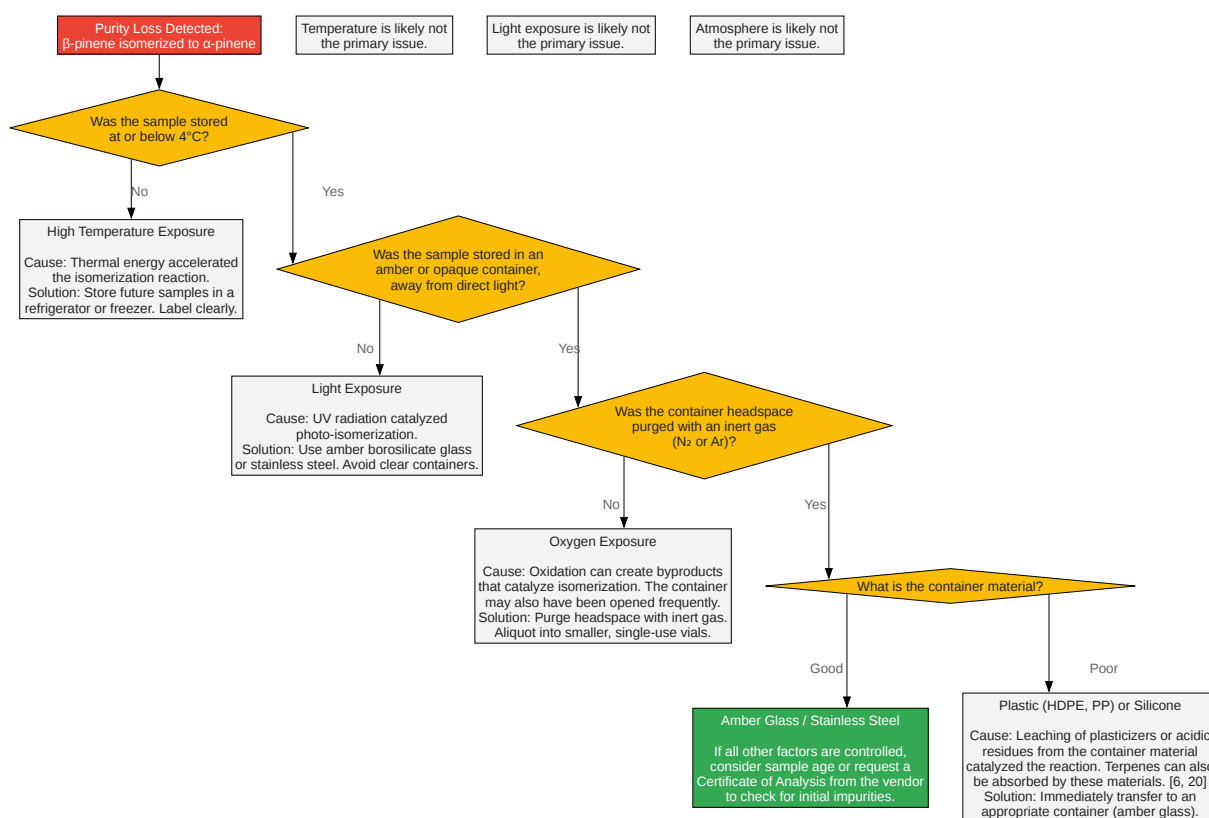 Purity Loss Detected:
β-pinene isomerized to α-pinene
Temperature is likely not
the primary issue.
Light exposure is likely not
the primary issue.
Atmosphere is likely not
the primary issue.
Was the sample stored
at or below 4°C?
No
Yes
High Temperature Exposure
Cause: Thermal energy accelerated
the isomerization reaction.
Solution: Store future samples in a
refrigerator or freezer. Label clearly.
Was the sample stored in an
amber or opaque container,
away from direct light?
No
Yes
Light Exposure
Cause: UV radiation catalyzed
photo-isomerization.
Solution: Use amber borosilicate glass
or stainless steel. Avoid clear containers.
Was the container headspace
purged with an inert gas
(N₂ or Ar)?
No
Yes
Oxygen Exposure
Cause: Oxidation can create byproducts
that catalyze isomerization. The container
may also have been opened frequently.
Solution: Purge headspace with inert gas.
Aliquot into smaller, single-use vials.
What is the container material?
Good
Poor
Amber Glass / Stainless Steel
If all other factors are controlled,
consider sample age or request a
Certificate of Analysis from the vendor
to check for initial impurities.
Plastic (HDPE, PP) or Silicone
Cause: Leaching of plasticizers or acidic
residues from the container material
catalyzed the reaction. Terpenes can also
be absorbed by these materials. [6, 20]
Solution: Immediately transfer to an
appropriate container (amber glass).